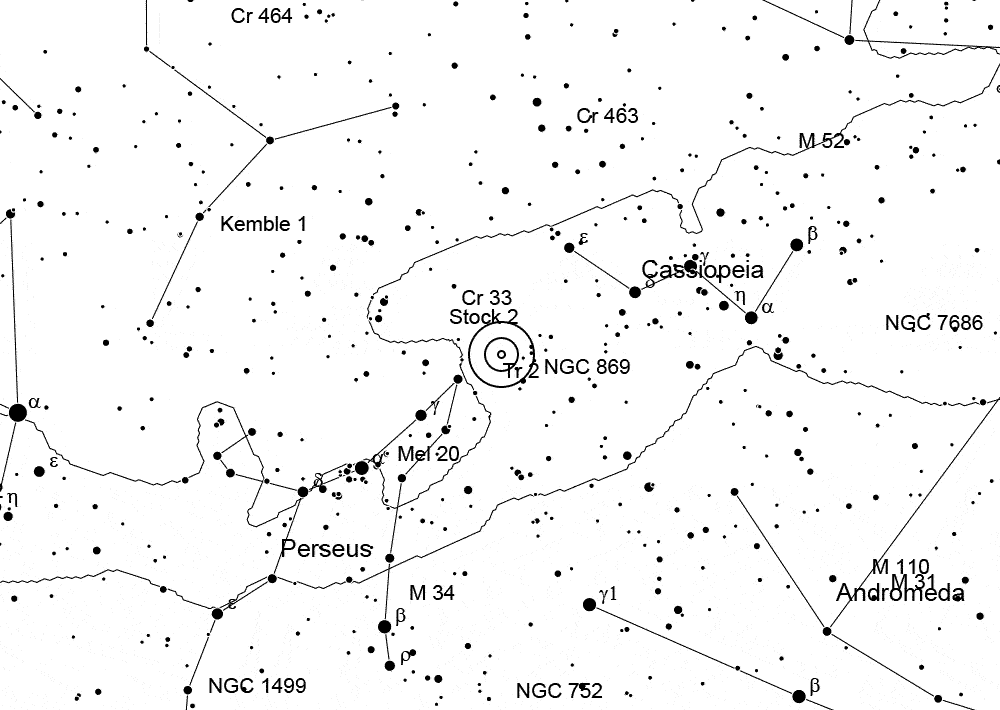 Cr 464
Cr 463
M 52
Kemble 1
β
ε
γ
Cassiopeia
δ
η
α
Cr 33
Stock 2
NGC 7686
Tr 2
NGC 869
α
γ
Mel 20
α
δ
ε
η
Perseus
M 110
M 31
Andromeda
M 34
γ1
ε
β
ρ
NGC 1499
NGC 752
β